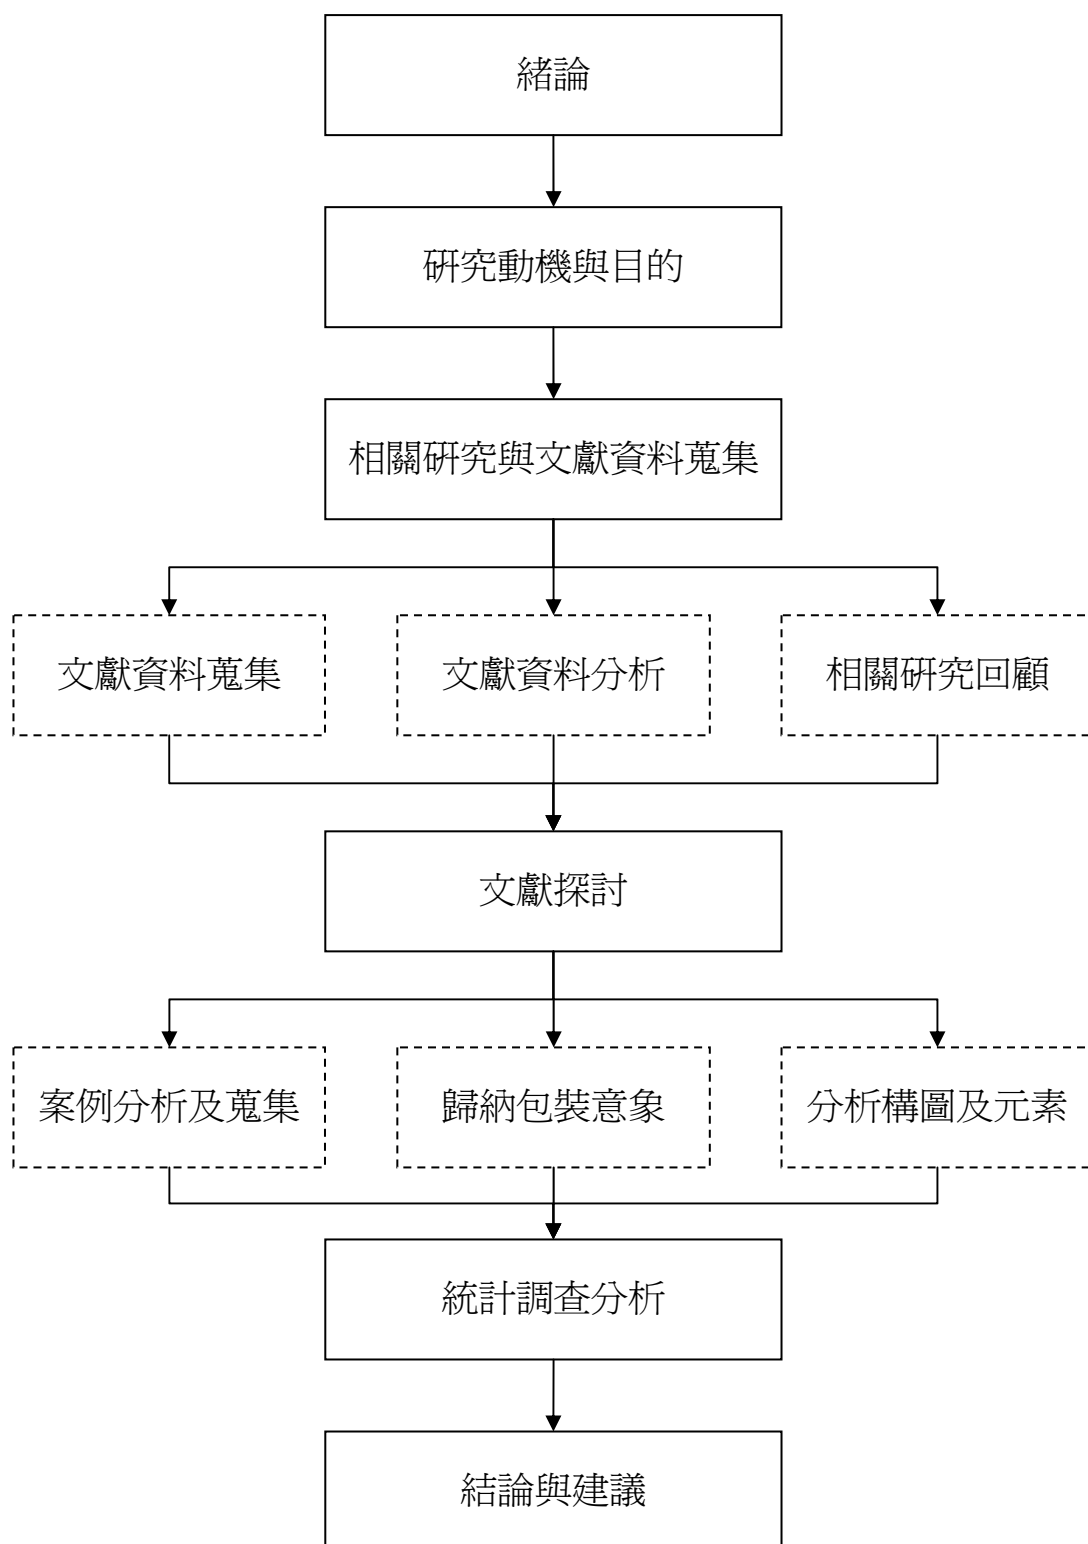 緒論
研究動機與目的
相關研究與文獻資料蒐集
文獻資料蒐集
文獻資料分析
相關研究回顧
文獻探討
案例分析及蒐集
歸納包裝意象
分析構圖及元素
統計調查分析
結論與建議